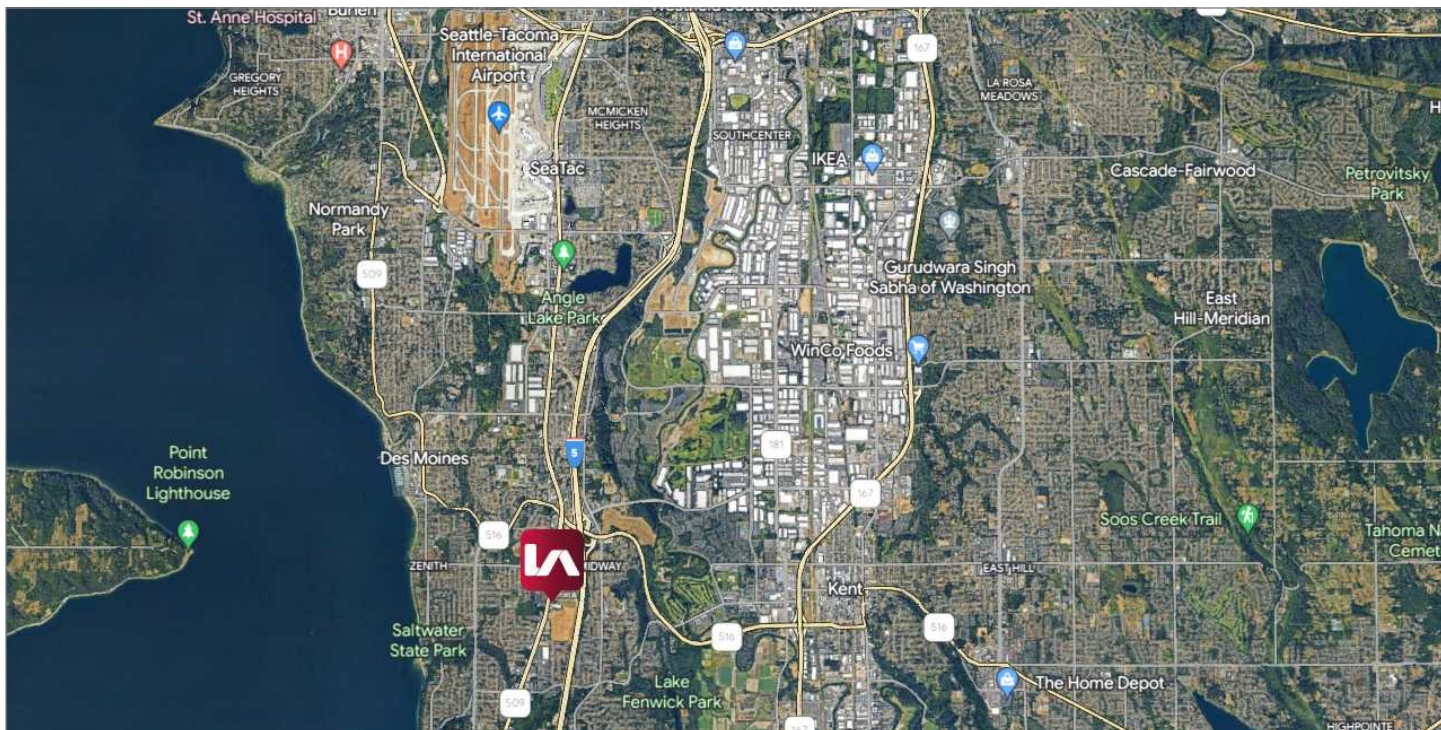 St. Anne Hospital
Burien
Westfield Southcenter
167
Seattle-Tacoma
International
Airport
GREGORY
HEIGHTS
LA ROSA
MEADOWS
MCMICKEN
HEIGHTS
SOUTHCENTER
IKEA
SeaTac
Cascade-Fairwood
Petrovitsky
Park
Normandy
Park
509
Gurudwara Singh
Sabha of Washington
Angle
Lake Park
East
Hill-Meridian
WinCo Foods
181
5
Des Moines
Point
Robinson
Lighthouse
167
Soos Creek Trail
516
Tahoma N
Cemet
ZENITH
IDWAY
EAST HILL
Kent
516
516
Saltwater
State Park
Lake
Fenwick Park
The Home Depot
509
167
HIGHPOINTE